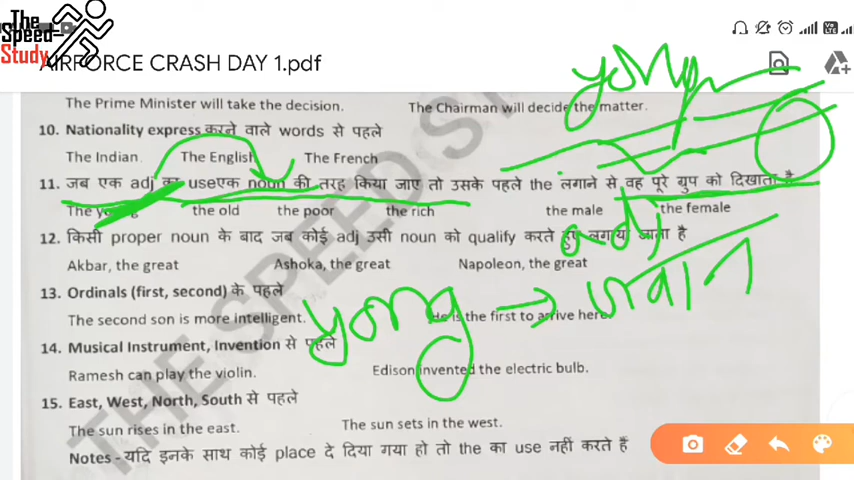 The
Speed
Study
AIRFORCE CRASH DAY 1.pdf
yong
The Prime Minister will take the decision. The Chairman will decide the matter.
10. Nationality express करने वाले words से पहले
The Indian The English The French
11. जब एक adj का useएक noun की तरह किया जाए तो उसके पहले the लगाने से वह पूरे ग्रुप को दिखाता है
The young the old the poor the rich the male the female
adj
12. किसी proper noun के बाद जब कोई adj उसी noun को qualify करते हुए लगाया जाता है
Akbar, the great Ashoka, the great Napoleon, the great
13. Ordinals (first, second) के पहले
yong → जवान
The second son is more intelligent. He is the first to arrive here.
14. Musical Instrument, Invention से पहले
Ramesh can play the violin. Edison invented the electric bulb.
15. East, West, North, South से पहले
The sun rises in the east. The sun sets in the west.
Notes - यदि इनके साथ कोई place दे दिया गया हो तो the का use नहीं करते हैं